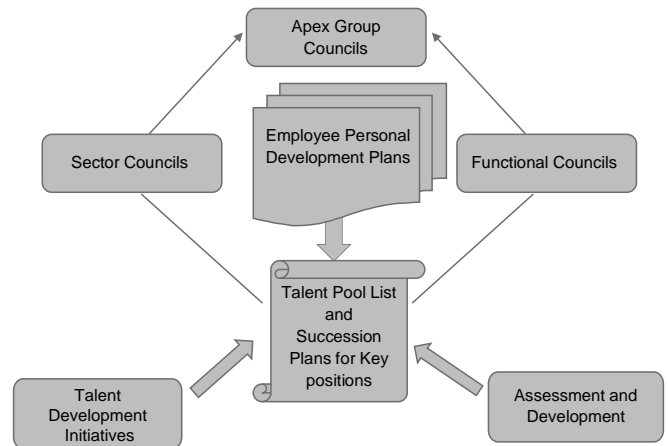 Apex Group
Councils
Employee Personal
Development Plans
Sector Councils
Functional Councils
Talent Pool List
and
Succession
Plans for Key
positions
Talent
Development
Initiatives
Assessment and
Development